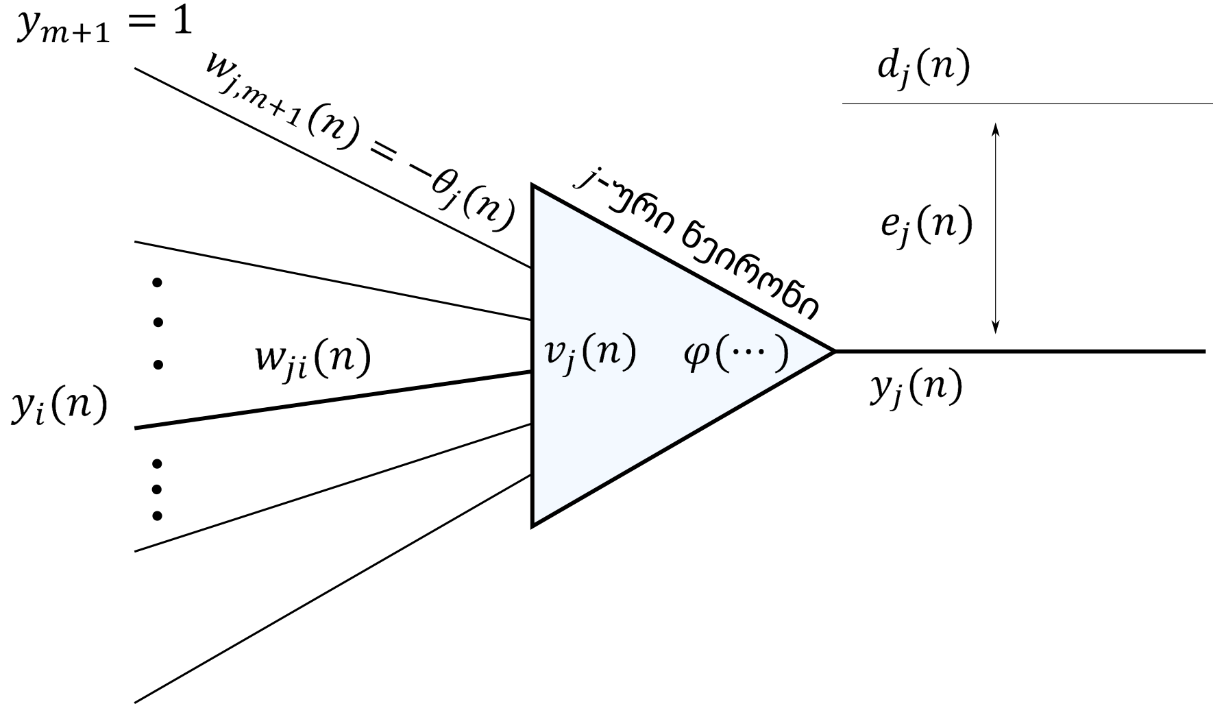 y_{m+1} = 1
w_{j,m+1}(n) = −θ_j(n)
d_j(n)
j-ური ნეირონი
e_j(n)
w_{ji}(n)
v_j(n)
φ(⋯)
y_i(n)
y_j(n)